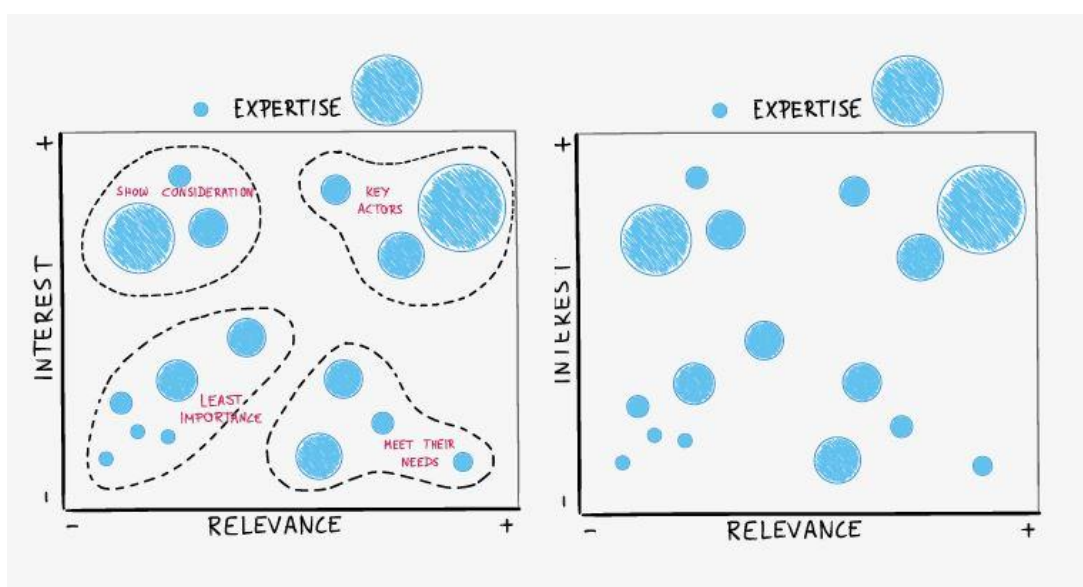 EXPERTISE
+
SHOW CONSIDERATION
KEY
ACTORS
INTEREST
LEAST
IMPORTANCE
MEET THEIR
NEEDS
-
- RELEVANCE +
EXPERTISE
+
INTEREST
-
- RELEVANCE +